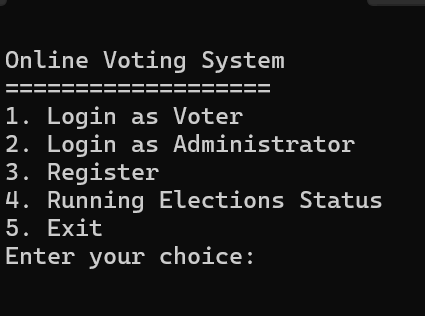 Online Voting System
===================
1. Login as Voter
2. Login as Administrator
3. Register
4. Running Elections Status
5. Exit
Enter your choice: